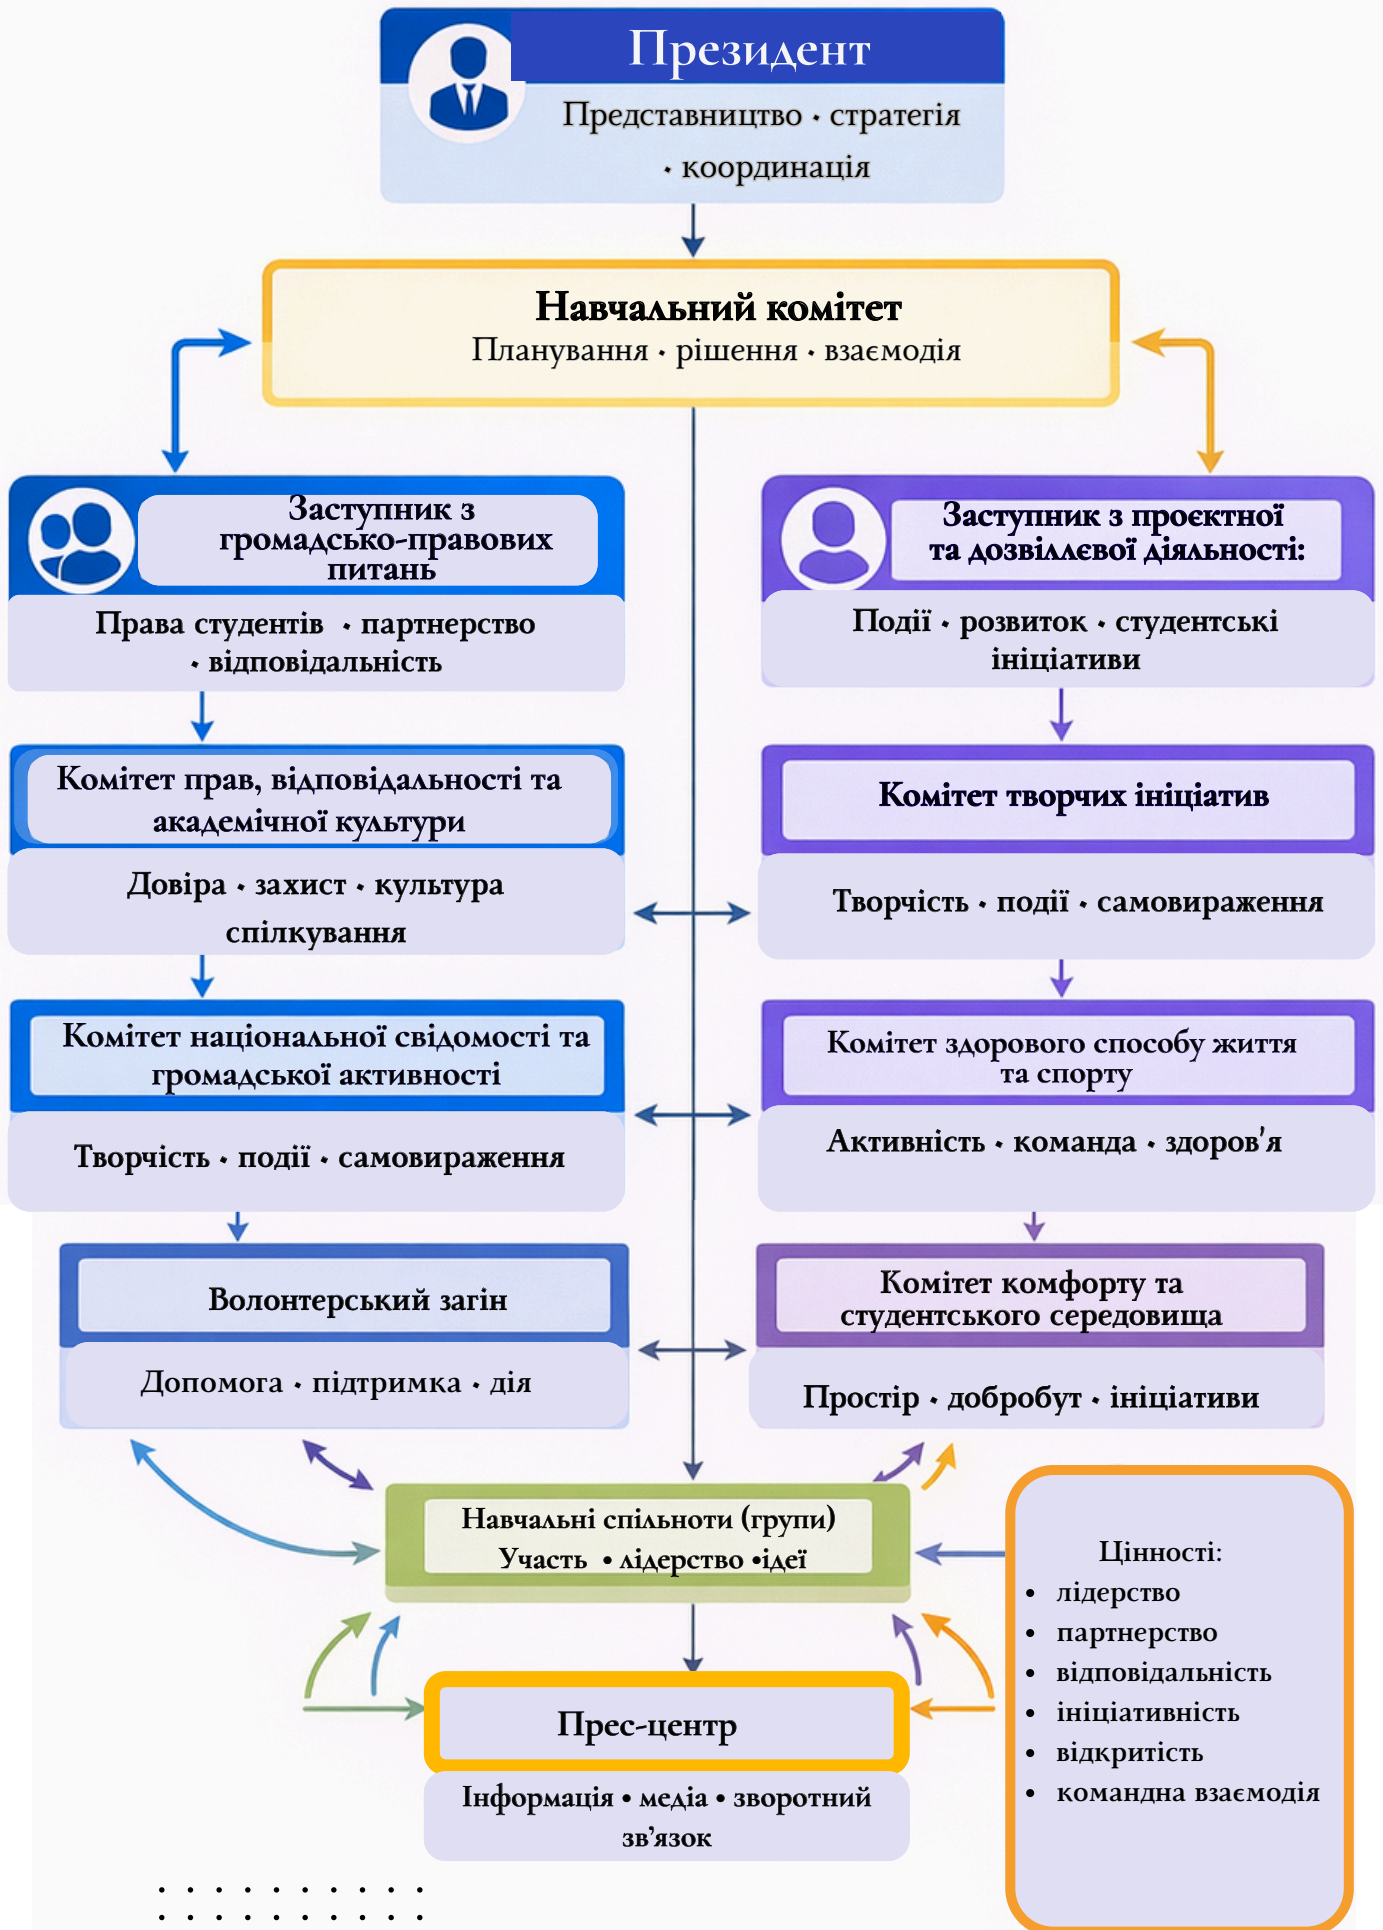 Президент
Представництво · стратегія
· координація
Навчальний комітет
Планування · рішення · взаємодія
Заступник з
громадсько-правових
питань
Права студентів · партнерство
· відповідальність
Заступник з проєктної
та дозвіллєвої діяльності:
Події · розвиток · студентські
ініціативи
Комітет прав, відповідальності та
академічної культури
Довіра · захист · культура
спілкування
Комітет творчих ініціатив
Творчість · події · самовираження
Комітет національної свідомості та
громадської активності
Творчість · події · самовираження
Комітет здорового способу життя
та спорту
Активність · команда · здоров'я
Волонтерський загін
Допомога · підтримка · дія
Комітет комфорту та
студентського середовища
Простір · добробут · ініціативи
Навчальні спільноти (групи)
Участь • лідерство •ідеї
Прес-центр
Інформація • медіа • зворотний
зв’язок
Цінності:
• лідерство
• партнерство
• відповідальність
• ініціативність
• відкритість
• командна взаємодія